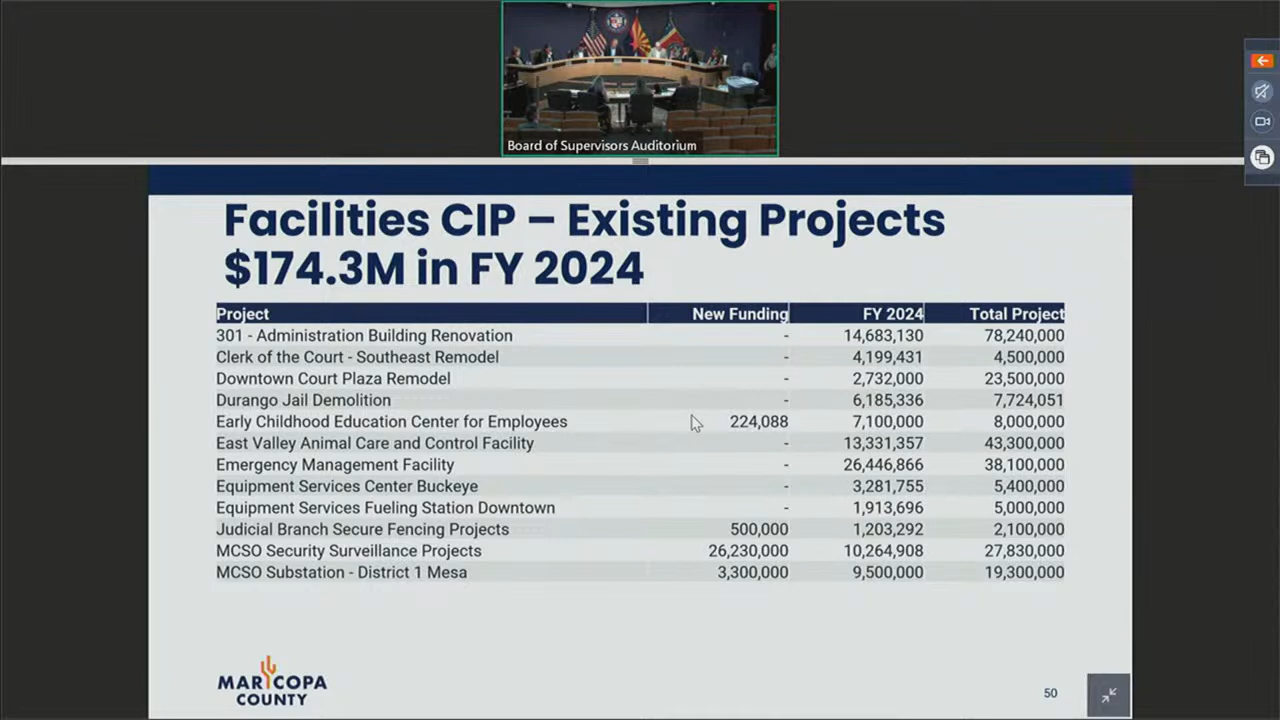 Board of Supervisors Auditorium
Facilities CIP – Existing Projects
$174.3M in FY 2024
Project New Funding FY 2024 Total Project
301 - Administration Building Renovation - 14,683,130 78,240,000
Clerk of the Court - Southeast Remodel - 4,199,431 4,500,000
Downtown Court Plaza Remodel - 2,732,000 23,500,000
Durango Jail Demolition - 6,185,336 7,724,051
Early Childhood Education Center for Employees 224,088 7,100,000 8,000,000
East Valley Animal Care and Control Facility - 13,331,357 43,300,000
Emergency Management Facility - 26,446,866 38,100,000
Equipment Services Center Buckeye - 3,281,755 5,400,000
Equipment Services Fueling Station Downtown - 1,913,696 5,000,000
Judicial Branch Secure Fencing Projects 500,000 1,203,292 2,100,000
MCSO Security Surveillance Projects 26,230,000 10,264,908 27,830,000
MCSO Substation - District 1 Mesa 3,300,000 9,500,000 19,300,000
MARICOPA
COUNTY
50